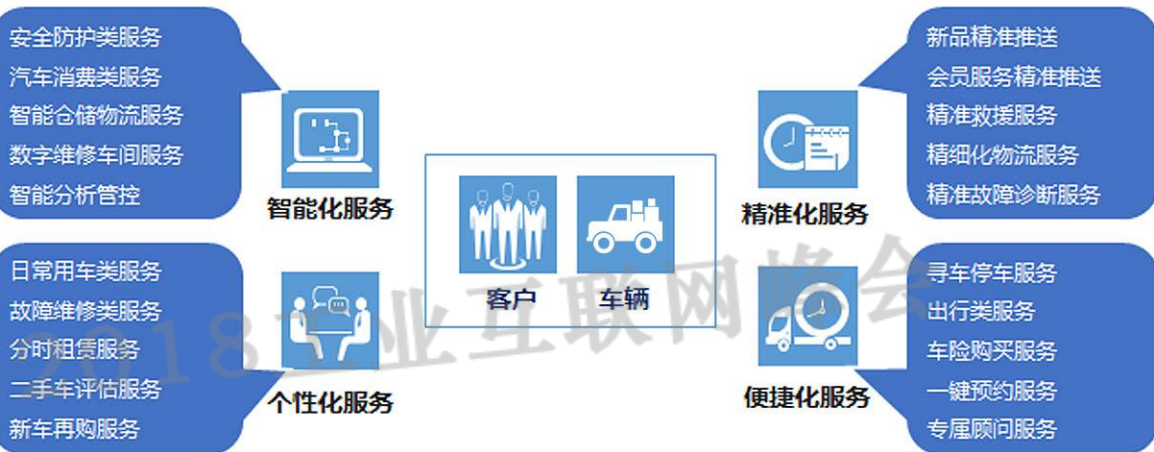 安全防护类服务
汽车消费类服务
智能仓储物流服务
数字维修车间服务
智能分析管控
智能化服务
日常用车类服务
故障维修类服务
分时租赁服务
二手车评估服务
新车再购服务
个性化服务
客户
车辆
新品精准推送
会员服务精准推送
精准救援服务
精细化物流服务
精准故障诊断服务
精准化服务
寻车停车服务
出行类服务
车险购买服务
一键预约服务
专属顾问服务
便捷化服务
2018工业互联网峰会